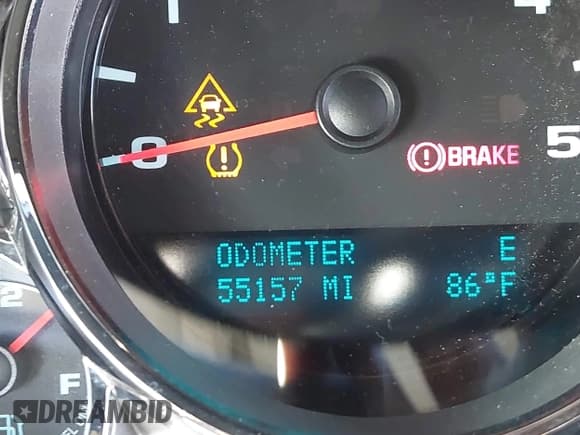 1
4
0
5
BRAKE
ODOMETER E
55157 MI 86°F
2
F
DREAMBID